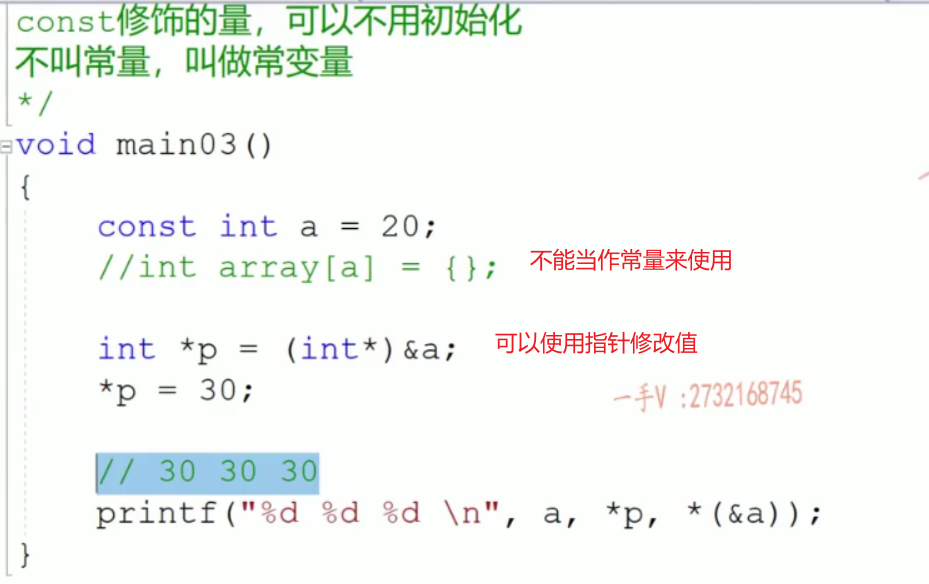 const修饰的量，可以不用初始化
不叫常量，叫做常变量
*/
void main03()
{
const int a = 20;
//int array[a] = {}; 不能当作常量来使用
int *p = (int*)&a; 可以使用指针修改值
*p = 30;
一手V :2732168745
// 30 30 30
printf("%d %d %d \n", a, *p, *(&a));
}